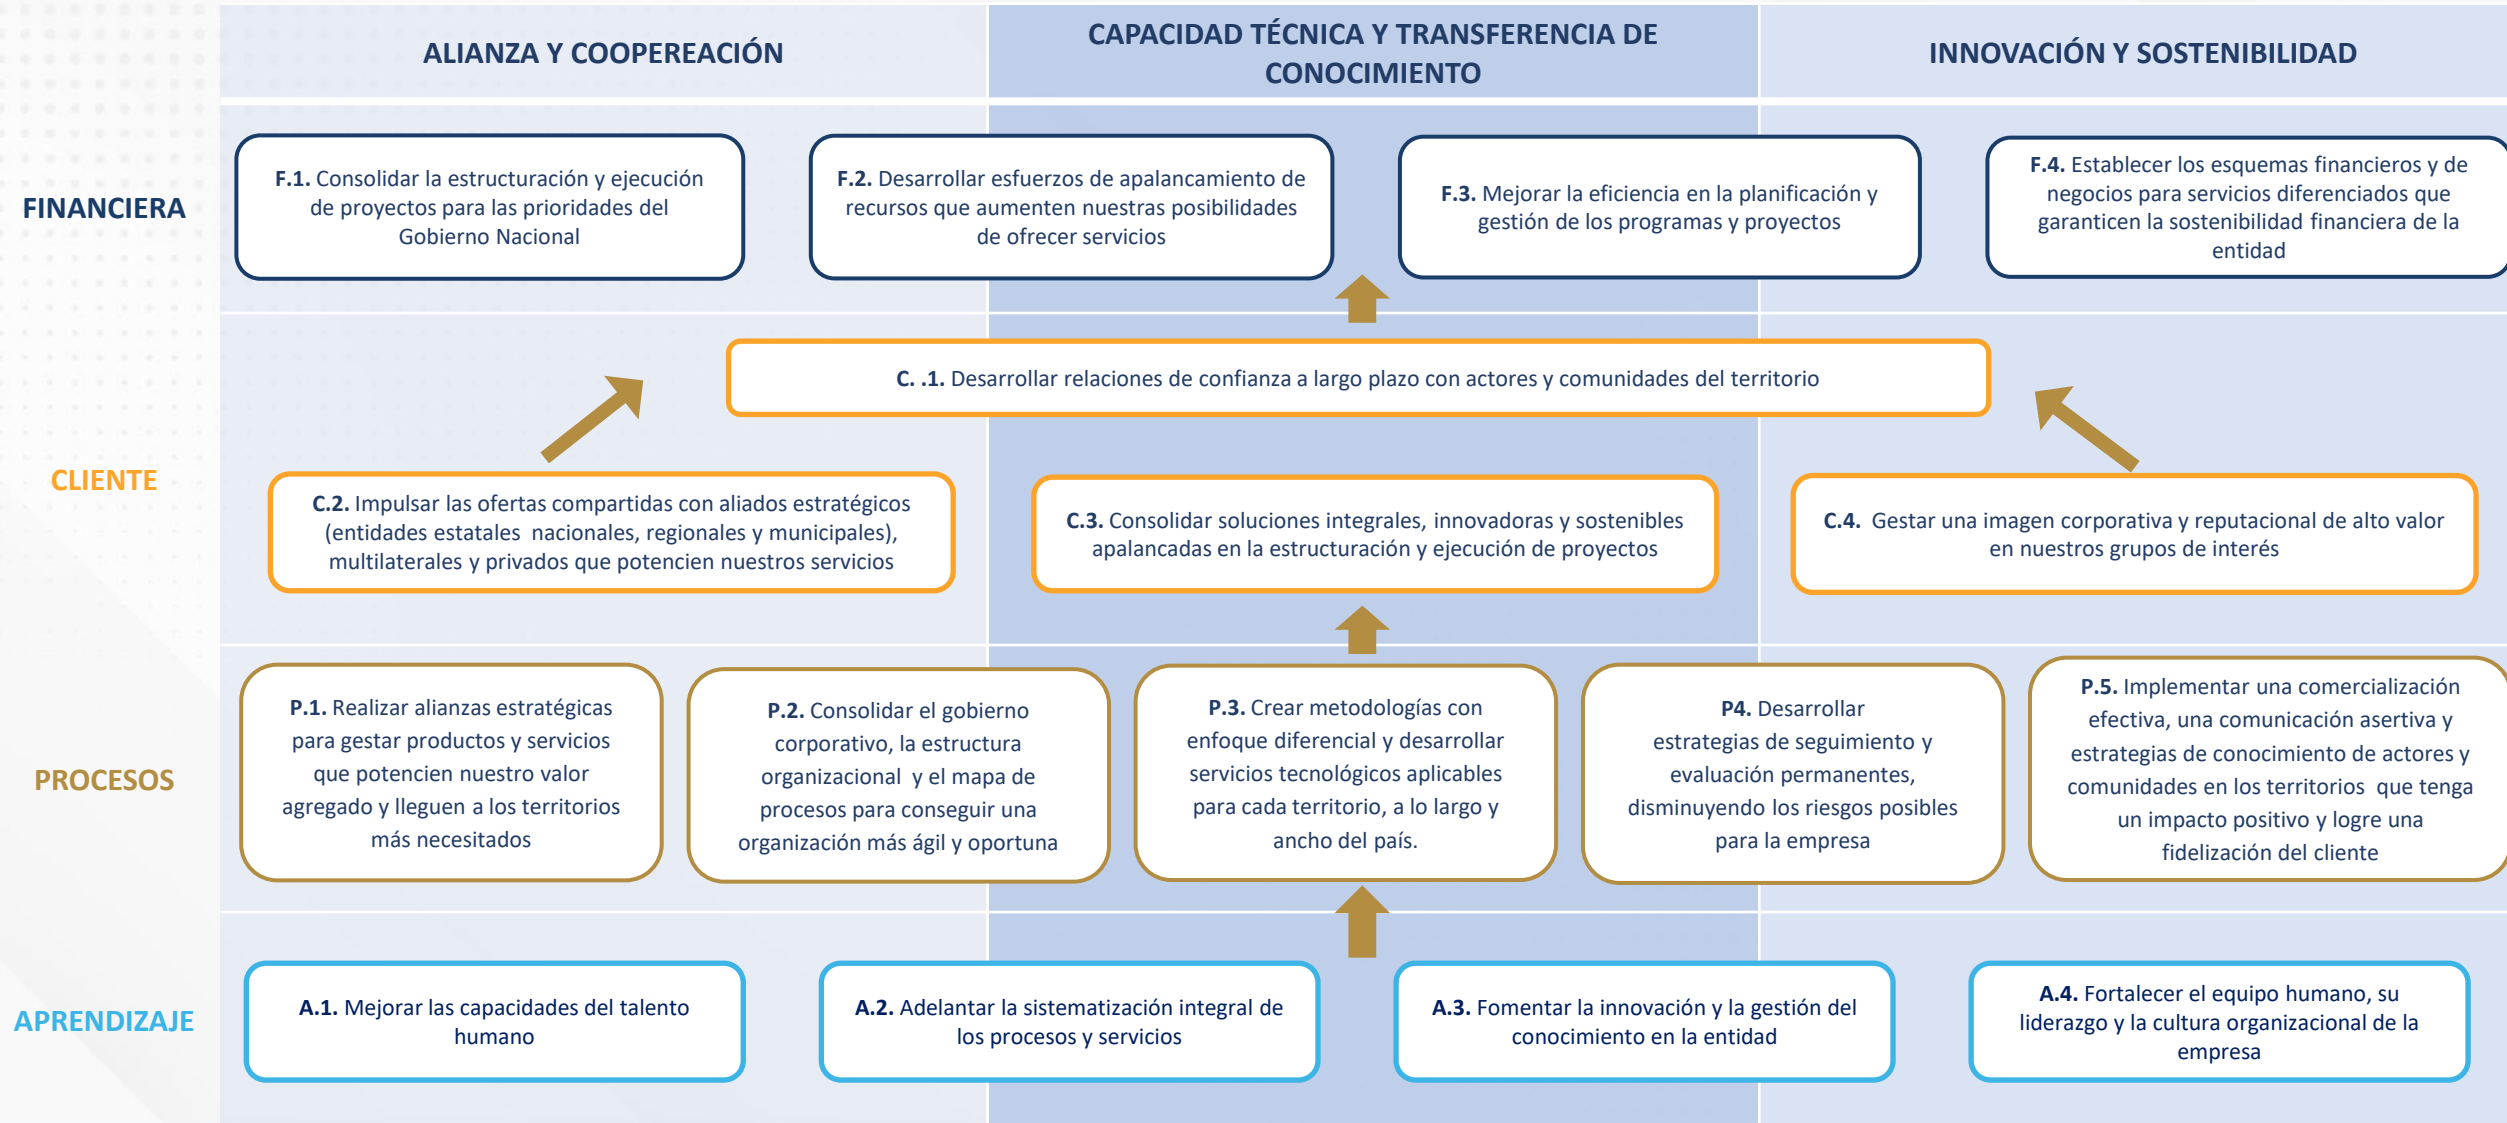 ALIANZA Y COOPEREACIÓN
CAPACIDAD TÉCNICA Y TRANSFERENCIA DE
CONOCIMIENTO
INNOVACIÓN Y SOSTENIBILIDAD
FINANCIERA
F.1. Consolidar la estructuración y ejecución
de proyectos para las prioridades del
Gobierno Nacional
F.2. Desarrollar esfuerzos de apalancamiento de
recursos que aumenten nuestras posibilidades
de ofrecer servicios
F.3. Mejorar la eficiencia en la planificación y
gestión de los programas y proyectos
F.4. Establecer los esquemas financieros y de
negocios para servicios diferenciados que
garanticen la sostenibilidad financiera de la
entidad
CLIENTE
C. .1. Desarrollar relaciones de confianza a largo plazo con actores y comunidades del territorio
C.2. Impulsar las ofertas compartidas con aliados estratégicos
(entidades estatales nacionales, regionales y municipales),
multilaterales y privados que potencien nuestros servicios
C.3. Consolidar soluciones integrales, innovadoras y sostenibles
apalancadas en la estructuración y ejecución de proyectos
C.4. Gestar una imagen corporativa y reputacional de alto valor
en nuestros grupos de interés
PROCESOS
P.1. Realizar alianzas estratégicas
para gestar productos y servicios
que potencien nuestro valor
agregado y lleguen a los territorios
más necesitados
P.2. Consolidar el gobierno
corporativo, la estructura
organizacional y el mapa de
procesos para conseguir una
organización más ágil y oportuna
P.3. Crear metodologías con
enfoque diferencial y desarrollar
servicios tecnológicos aplicables
para cada territorio, a lo largo y
ancho del país.
P4. Desarrollar
estrategias de seguimiento y
evaluación permanentes,
disminuyendo los riesgos posibles
para la empresa
P.5. Implementar una comercialización
efectiva, una comunicación asertiva y
estrategias de conocimiento de actores y
comunidades en los territorios que tenga
un impacto positivo y logre una
fidelización del cliente
APRENDIZAJE
A.1. Mejorar las capacidades del talento
humano
A.2. Adelantar la sistematización integral de
los procesos y servicios
A.3. Fomentar la innovación y la gestión del
conocimiento en la entidad
A.4. Fortalecer el equipo humano, su
liderazgo y la cultura organizacional de la
empresa